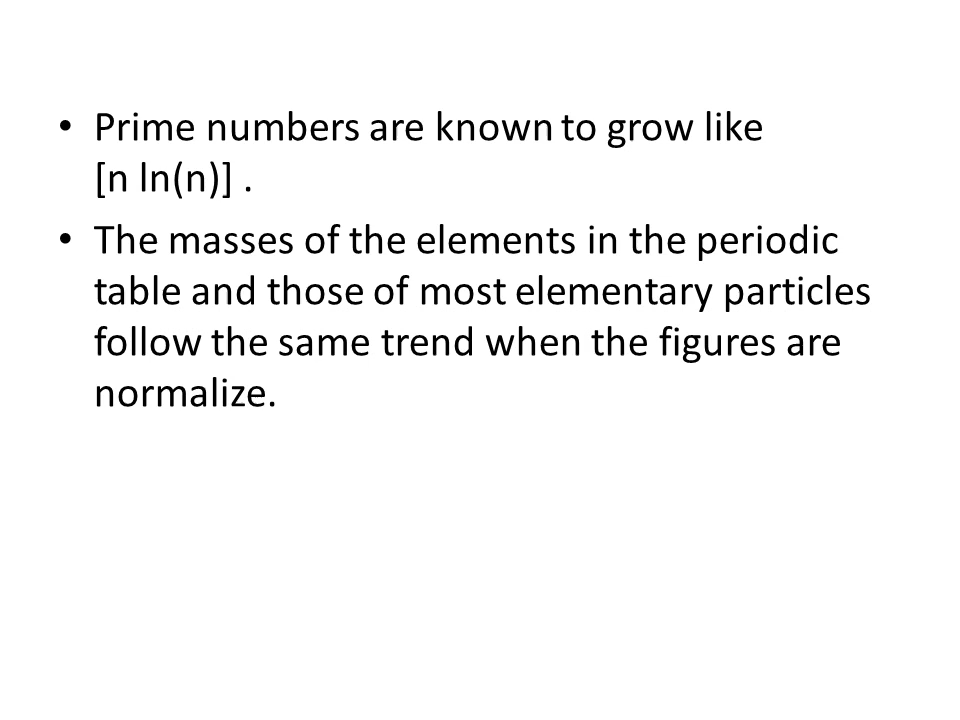 • Prime numbers are known to grow like
[n ln(n)] .
• The masses of the elements in the periodic
table and those of most elementary particles
follow the same trend when the figures are
normalize.